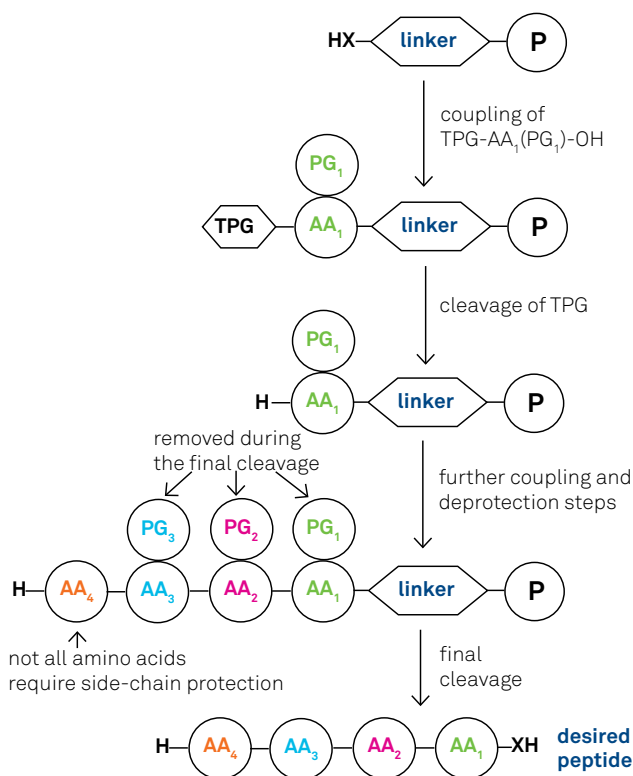 HX linker P
coupling of
TPG-AA₁(PG₁)-OH
PG₁
TPG AA₁ linker P
cleavage of TPG
PG₁
H AA₁ linker P
removed during
the final cleavage
further coupling and
deprotection steps
PG₃ PG₂ PG₁
H AA₄ AA₃ AA₂ AA₁ linker P
not all amino acids
require side-chain protection
final
cleavage
H AA₄ AA₃ AA₂ AA₁ XH
desired
peptide